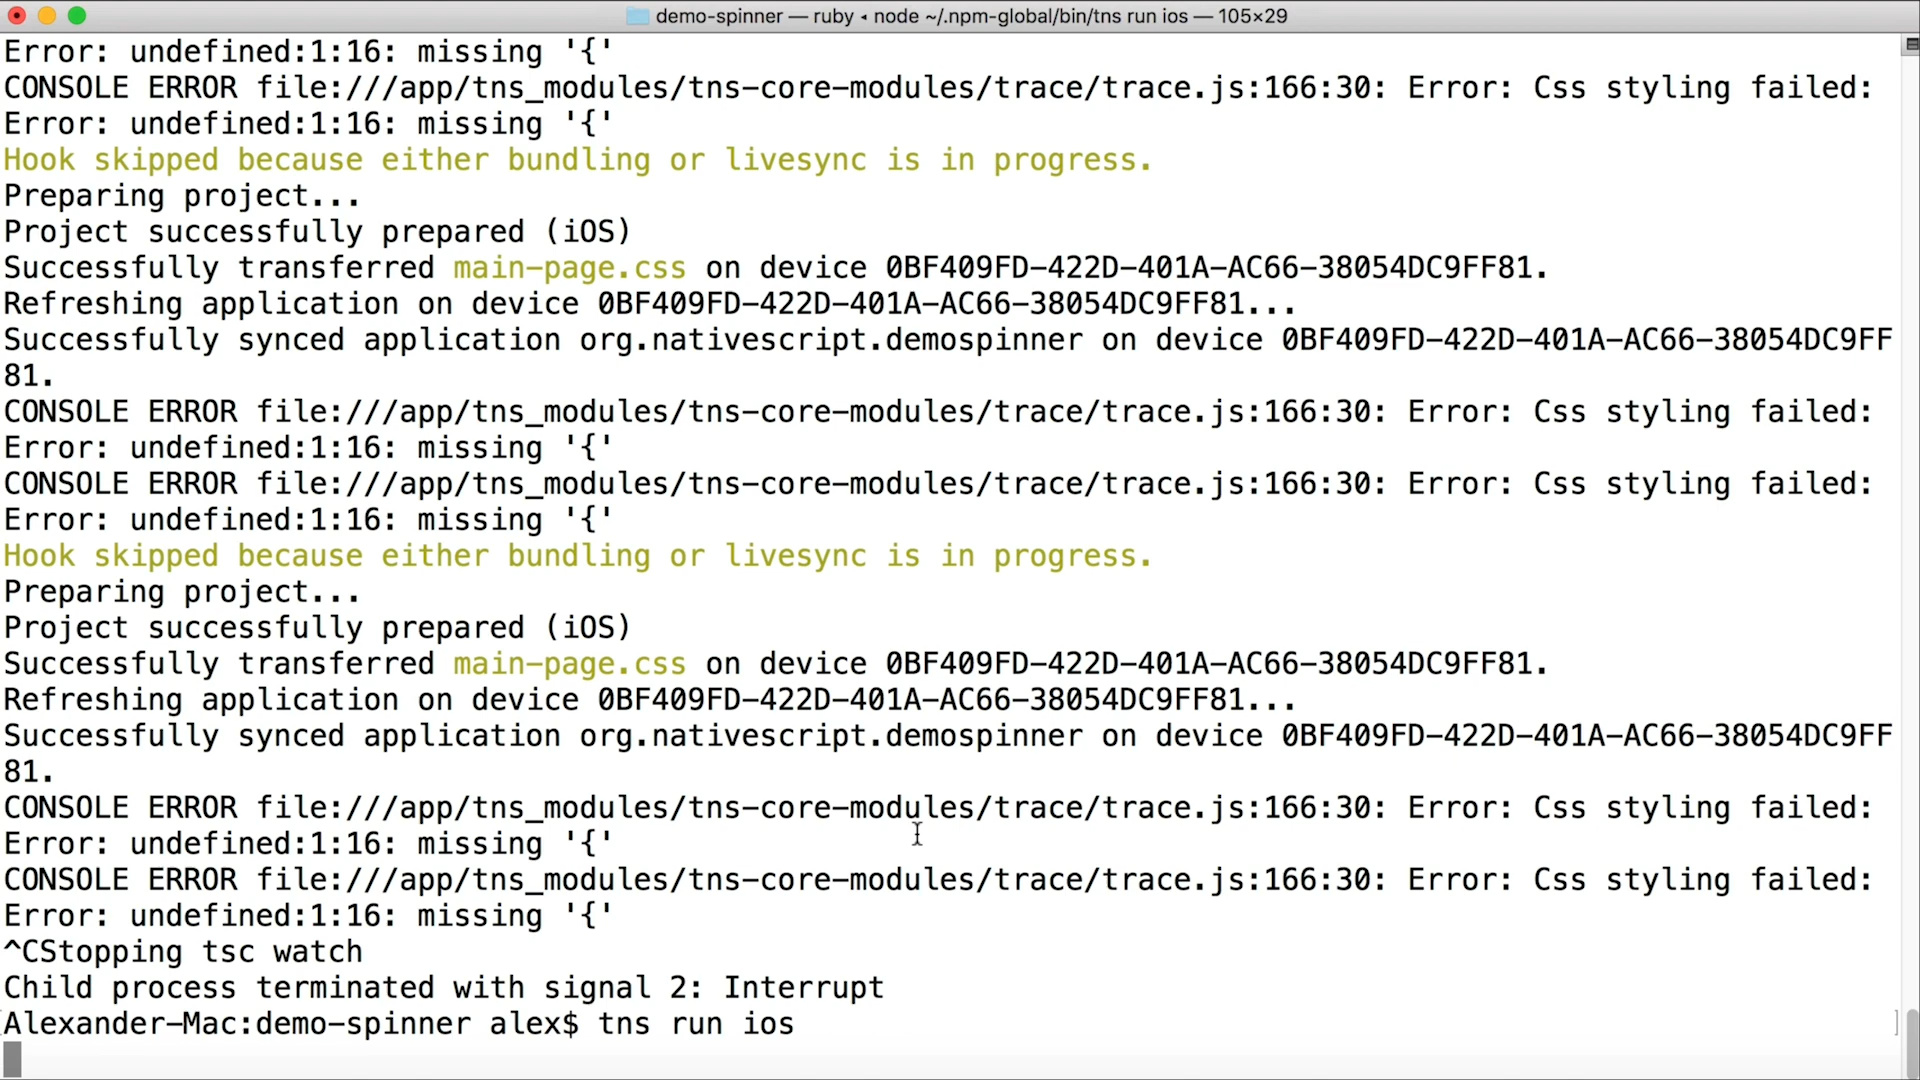 demo-spinner — ruby ◂ node ~/.npm-global/bin/tns run ios — 105×29
Error: undefined:1:16: missing '{'
CONSOLE ERROR file:///app/tns_modules/tns-core-modules/trace/trace.js:166:30: Error: Css styling failed:
Error: undefined:1:16: missing '{'
Hook skipped because either bundling or livesync is in progress.
Preparing project...
Project successfully prepared (iOS)
Successfully transferred main-page.css on device 0BF409FD-422D-401A-AC66-38054DC9FF81.
Refreshing application on device 0BF409FD-422D-401A-AC66-38054DC9FF81...
Successfully synced application org.nativescript.demospinner on device 0BF409FD-422D-401A-AC66-38054DC9FF
81.
CONSOLE ERROR file:///app/tns_modules/tns-core-modules/trace/trace.js:166:30: Error: Css styling failed:
Error: undefined:1:16: missing '{'
CONSOLE ERROR file:///app/tns_modules/tns-core-modules/trace/trace.js:166:30: Error: Css styling failed:
Error: undefined:1:16: missing '{'
Hook skipped because either bundling or livesync is in progress.
Preparing project...
Project successfully prepared (iOS)
Successfully transferred main-page.css on device 0BF409FD-422D-401A-AC66-38054DC9FF81.
Refreshing application on device 0BF409FD-422D-401A-AC66-38054DC9FF81...
Successfully synced application org.nativescript.demospinner on device 0BF409FD-422D-401A-AC66-38054DC9FF
81.
CONSOLE ERROR file:///app/tns_modules/tns-core-modules/trace/trace.js:166:30: Error: Css styling failed:
Error: undefined:1:16: missing '{'
CONSOLE ERROR file:///app/tns_modules/tns-core-modules/trace/trace.js:166:30: Error: Css styling failed:
Error: undefined:1:16: missing '{'
^CStopping tsc watch
Child process terminated with signal 2: Interrupt
Alexander-Mac:demo-spinner alex$ tns run ios